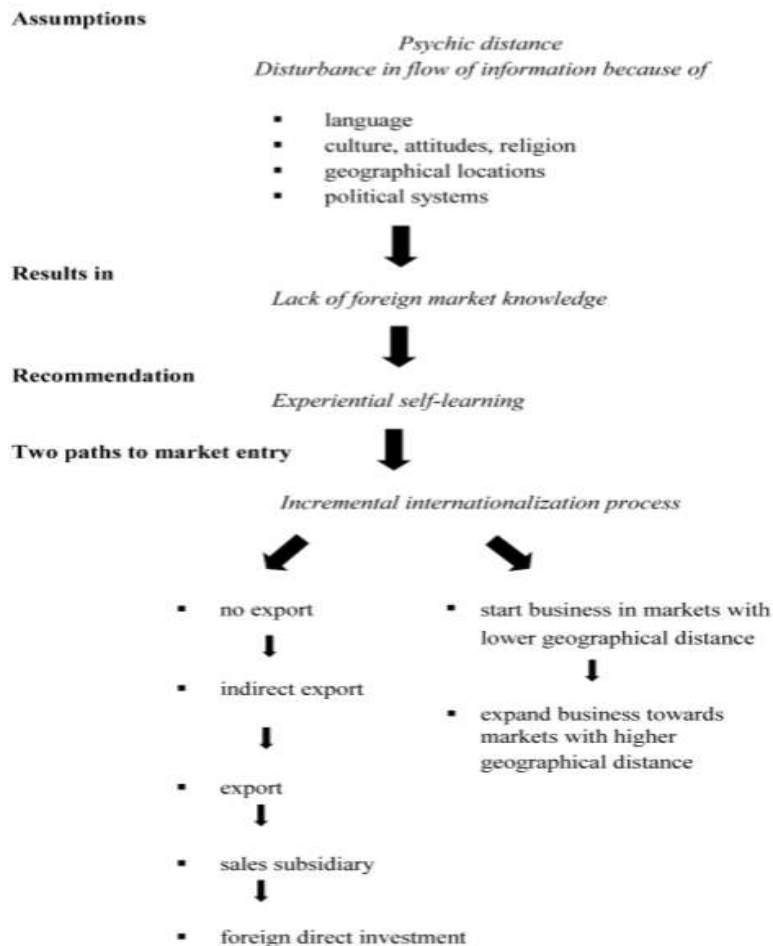 Assumptions
Psychic distance
Disturbance in flow of information because of
▪ language
▪ culture, attitudes, religion
▪ geographical locations
▪ political systems
Results in
Lack of foreign market knowledge
Recommendation
Experiential self-learning
Two paths to market entry
Incremental internationalization process
▪ no export
▪ indirect export
▪ export
▪ sales subsidiary
▪ foreign direct investment
▪ start business in markets with
lower geographical distance
▪ expand business towards
markets with higher
geographical distance